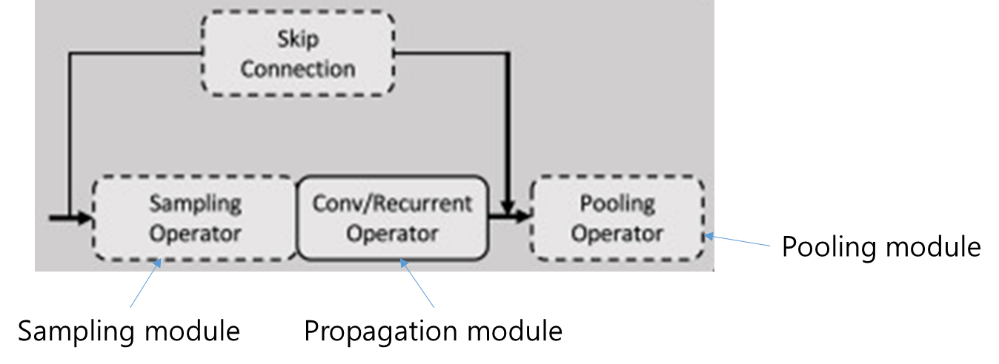 Skip
Connection
Sampling
Operator
Conv/Recurrent
Operator
Pooling
Operator
Pooling module
Sampling module
Propagation module